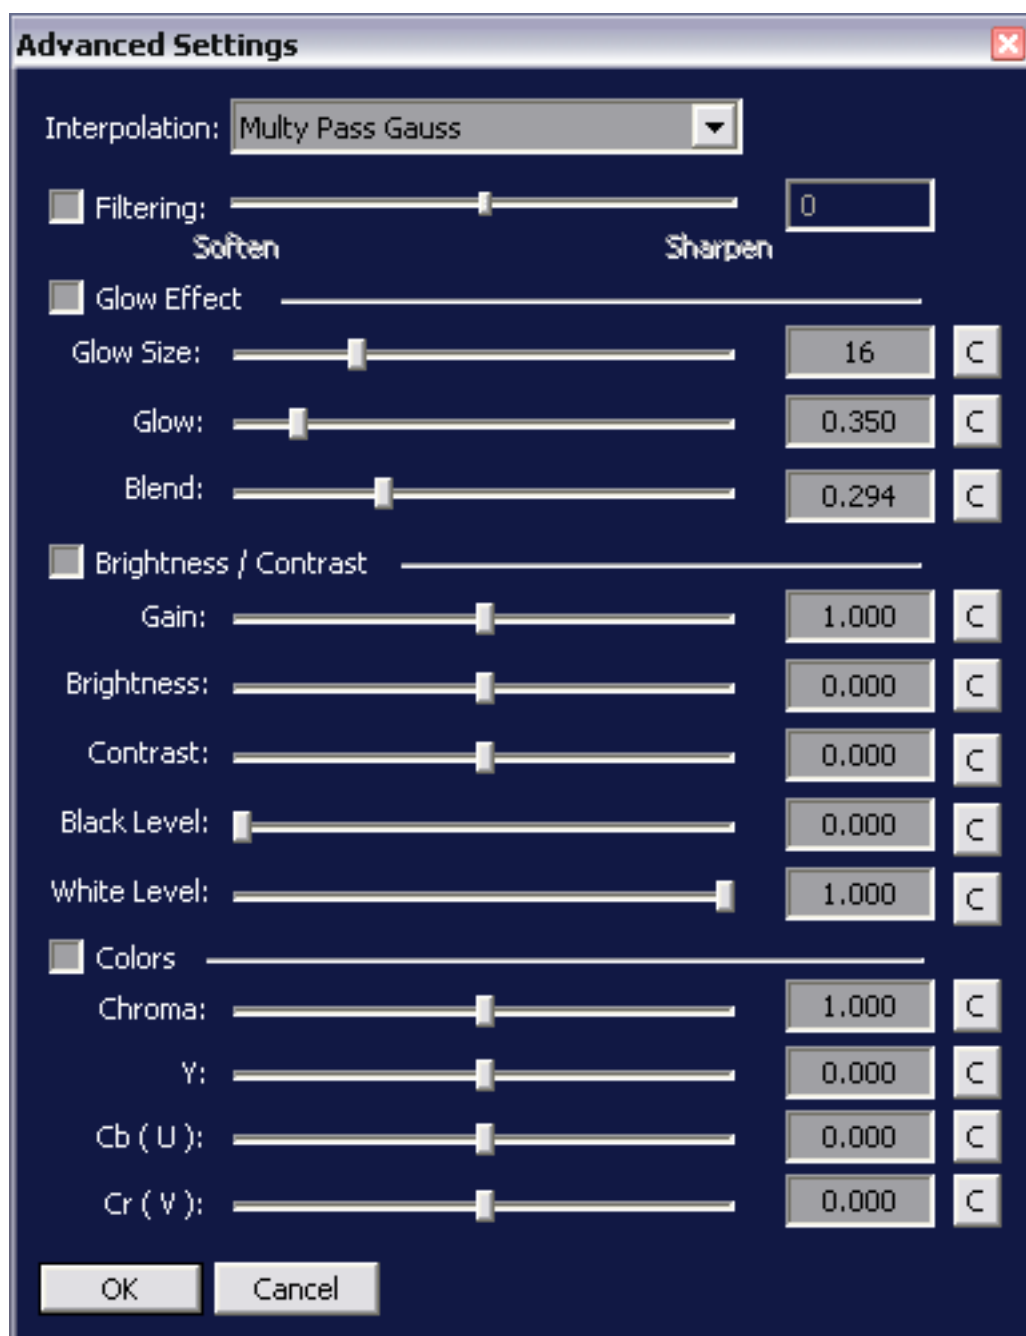 Advanced Settings
Interpolation: Multy Pass Gauss
Filtering: 0
Soften Sharpen
Glow Effect
Glow Size: 16 C
Glow: 0.350 C
Blend: 0.294 C
Brightness / Contrast
Gain: 1.000 C
Brightness: 0.000 C
Contrast: 0.000 C
Black Level: 0.000 C
White Level: 1.000 C
Colors
Chroma: 1.000 C
Y: 0.000 C
Cb ( U ): 0.000 C
Cr ( V ): 0.000 C
OK Cancel